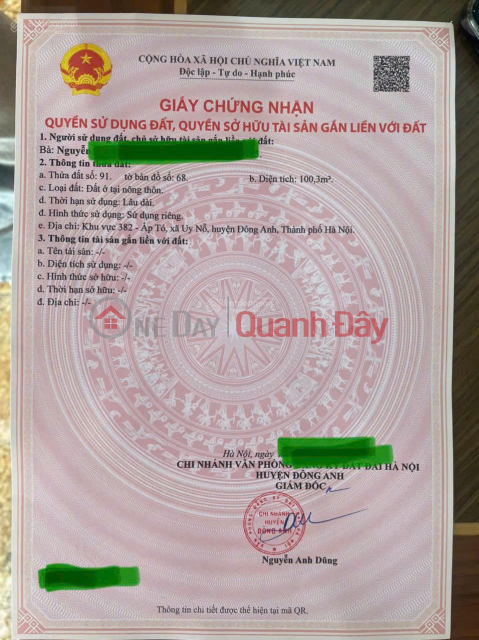 CỘNG HÒA XÃ HỘI CHỦ NGHĨA VIỆT NAM
Độc lập - Tự do - Hạnh phúc
GIẤY CHỨNG NHẬN
QUYỀN SỬ DỤNG ĐẤT, QUYỀN SỞ HỮU TÀI SẢN GẮN LIỀN VỚI ĐẤT
1. Người sử dụng đất, chủ sở hữu tài sản gắn liền với đất:
Bà: Nguyễn
2. Thông tin thửa đất:
a. Thửa đất số: 91. tờ bản đồ số: 68. b. Diện tích: 100,3m².
c. Loại đất: Đất ở tại nông thôn.
d. Thời hạn sử dụng: Lâu dài.
đ. Hình thức sử dụng: Sử dụng riêng.
e. Địa chỉ: Khu vực 382 - Ấp Tó, xã Uy Nỗ, huyện Đông Anh, Thành phố Hà Nội.
3. Thông tin tài sản gắn liền với đất:
a. Tên tài sản: -/-
b. Diện tích sử dụng: -/-
c. Hình thức sở hữu: -/-
d. Thời hạn sở hữu: -/-
đ. Địa chỉ: -/-
ONEDAY Quanh Đây
Hà Nội, ngày
CHI NHÁNH VĂN PHÒNG ĐĂNG KÝ ĐẤT ĐAI HÀ NỘI
HUYỆN ĐÔNG ANH
GIÁM ĐỐC
CHI NHÁNH
HUYỆN
ĐÔNG ANH
Nguyễn Anh Dũng
Thông tin chi tiết được thể hiện tại mã QR.